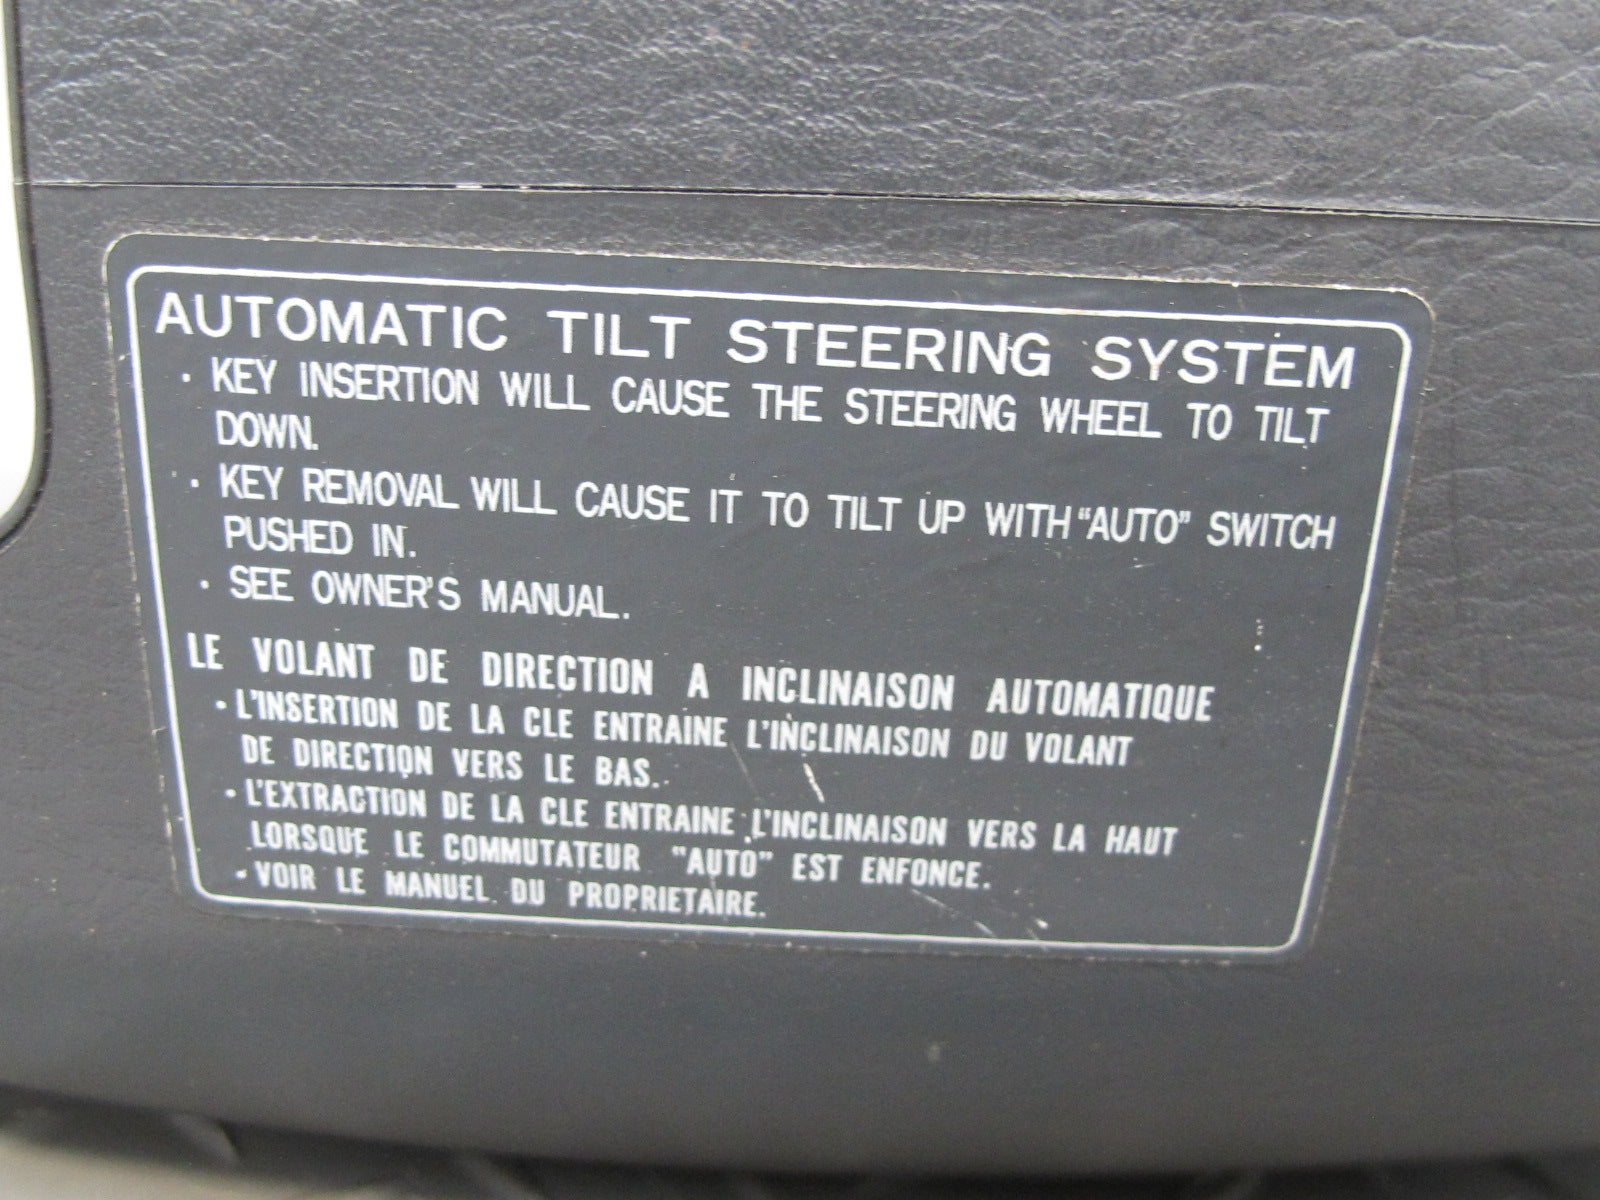 AUTOMATIC TILT STEERING SYSTEM
· KEY INSERTION WILL CAUSE THE STEERING WHEEL TO TILT
DOWN.
· KEY REMOVAL WILL CAUSE IT TO TILT UP WITH "AUTO" SWITCH
PUSHED IN.
· SEE OWNER'S MANUAL.
LE VOLANT DE DIRECTION A INCLINAISON AUTOMATIQUE
· L'INSERTION DE LA CLE ENTRAINE L'INCLINAISON DU VOLANT
DE DIRECTION VERS LE BAS.
· L'EXTRACTION DE LA CLE ENTRAINE L'INCLINAISON VERS LA HAUT
LORSQUE LE COMMUTATEUR "AUTO" EST ENFONCE.
· VOIR LE MANUEL DU PROPRIETAIRE.